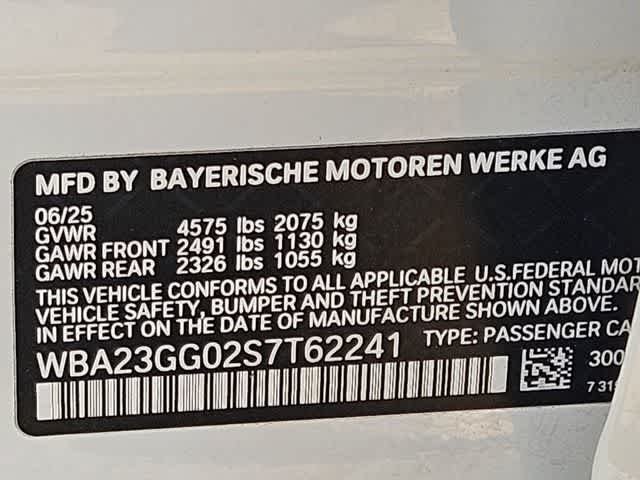 MFD BY BAYERISCHE MOTOREN WERKE AG
06/25
GVWR 4575 lbs 2075 kg
GAWR FRONT 2491 lbs 1130 kg
GAWR REAR 2326 lbs 1055 kg
THIS VEHICLE CONFORMS TO ALL APPLICABLE U.S.FEDERAL MOT
VEHICLE SAFETY, BUMPER AND THEFT PREVENTION STANDAR
IN EFFECT ON THE DATE OF MANUFACTURE SHOWN ABOVE.
WBA23GG02S7T62241 TYPE: PASSENGER CA
300
7 319